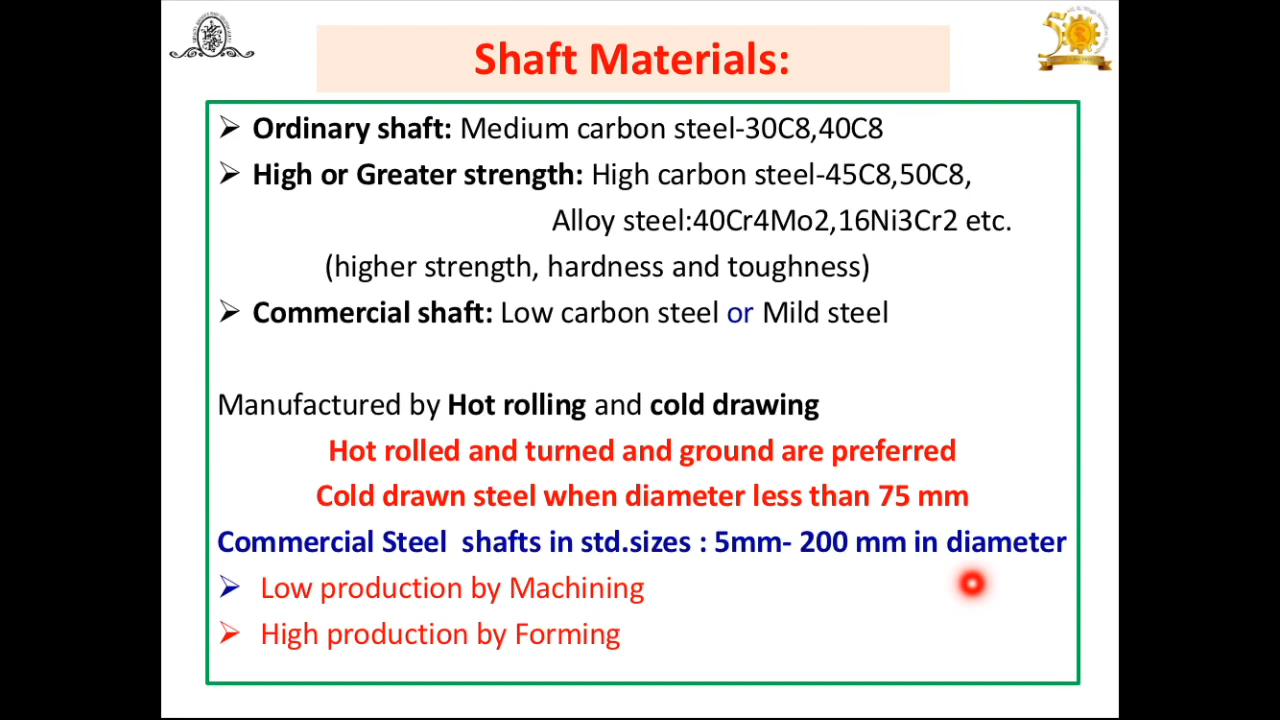 Shaft Materials:
Ordinary shaft: Medium carbon steel-30C8,40C8
High or Greater strength: High carbon steel-45C8,50C8,
Alloy steel:40Cr4Mo2,16Ni3Cr2 etc.
(higher strength, hardness and toughness)
Commercial shaft: Low carbon steel or Mild steel
Manufactured by Hot rolling and cold drawing
Hot rolled and turned and ground are preferred
Cold drawn steel when diameter less than 75 mm
Commercial Steel shafts in std.sizes : 5mm- 200 mm in diameter
Low production by Machining
High production by Forming